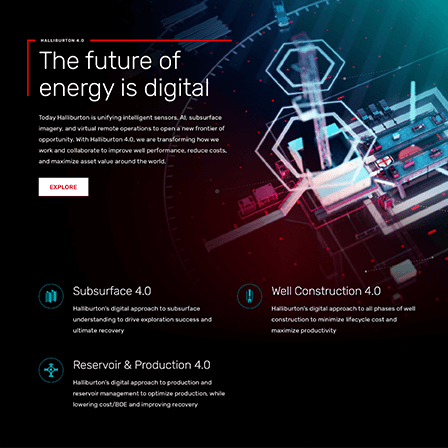 HALLIBURTON 4.0
The future of
energy is digital
Today Halliburton is unifying intelligent sensors, AI, subsurface
imagery, and virtual remote operations to open a new frontier of
opportunity. With Halliburton 4.0, we are transforming how we
work and collaborate to improve well performance, reduce costs,
and maximize asset value around the world.
EXPLORE
Subsurface 4.0
Halliburton's digital approach to subsurface
understanding to drive exploration success and
ultimate recovery
Well Construction 4.0
Halliburton's digital approach to all phases of well
construction to minimize lifecycle cost and
maximize productivity
Reservoir & Production 4.0
Halliburton's digital approach to production and
reservoir management to optimize production, while
lowering cost/BOE and improving recovery